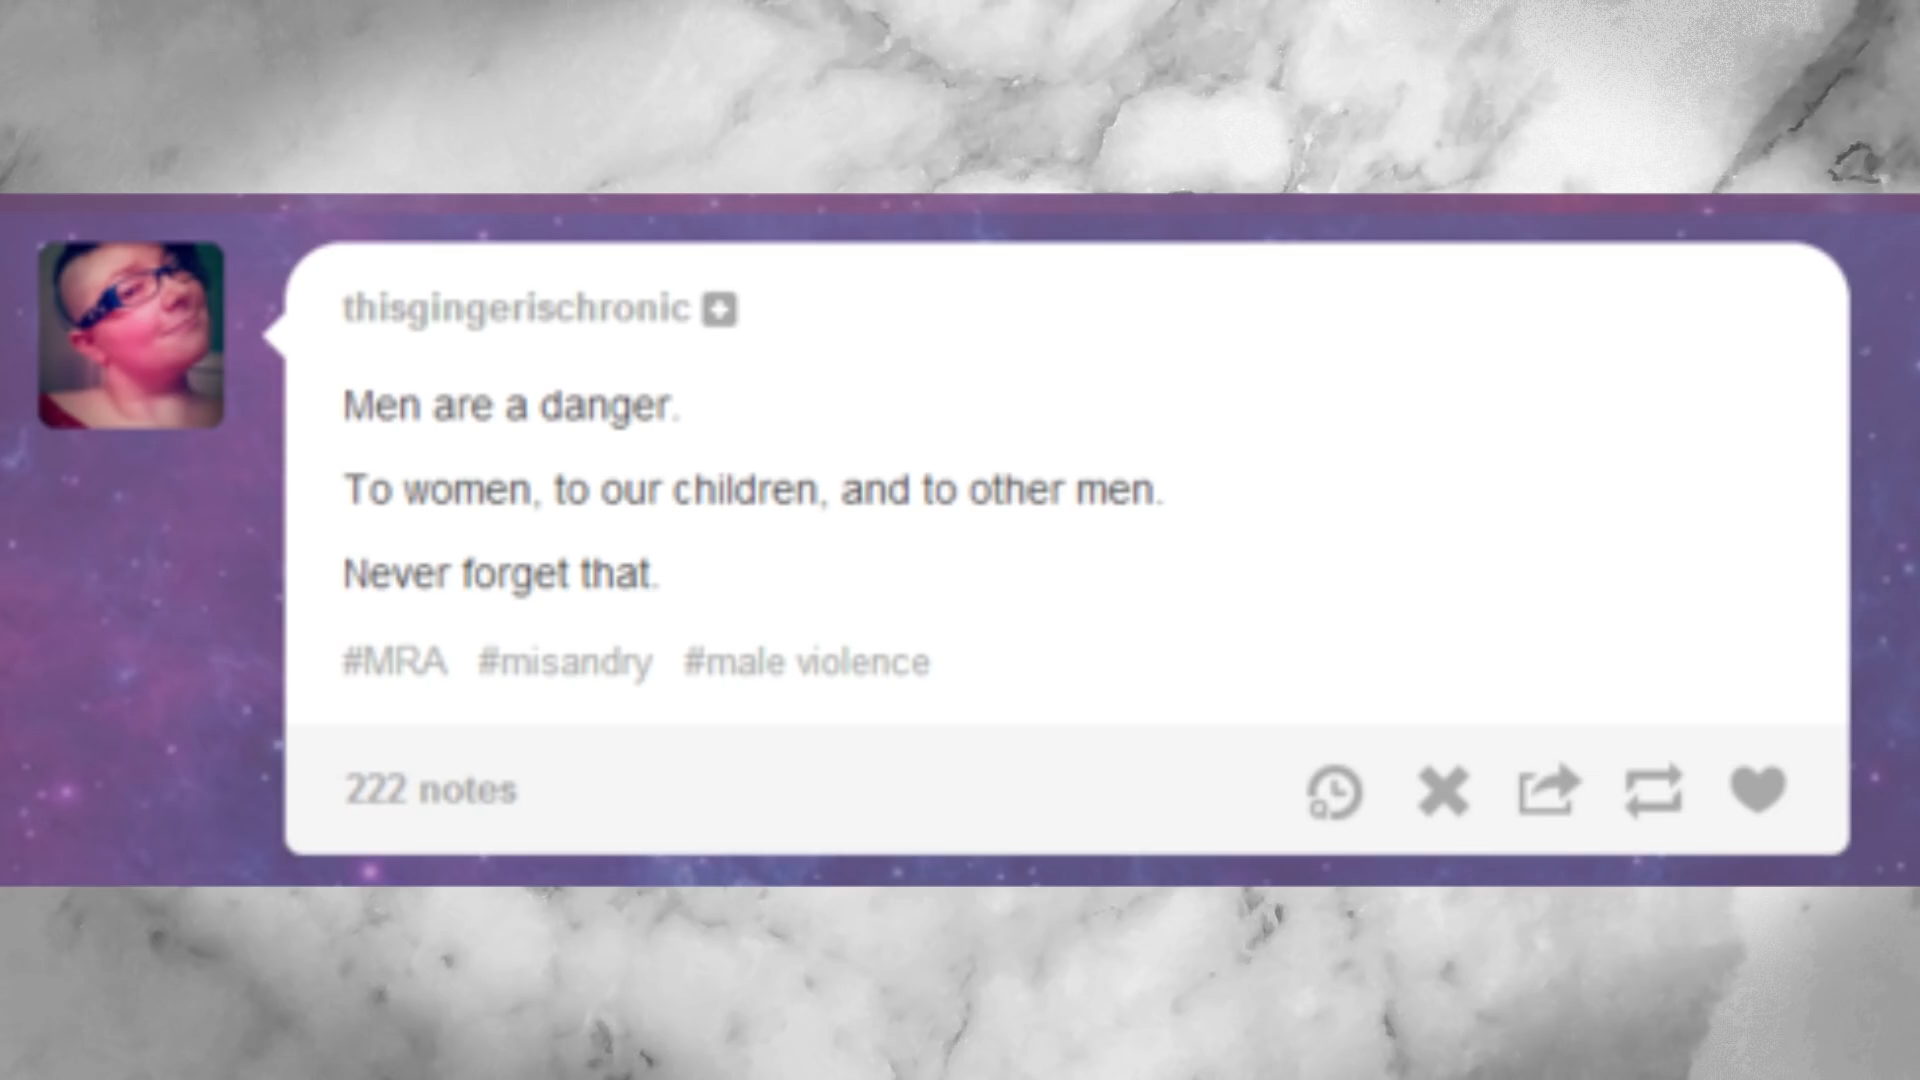 thisgingerischronic
Men are a danger.
To women, to our children, and to other men.
Never forget that.
#MRA #misandry #male violence
222 notes